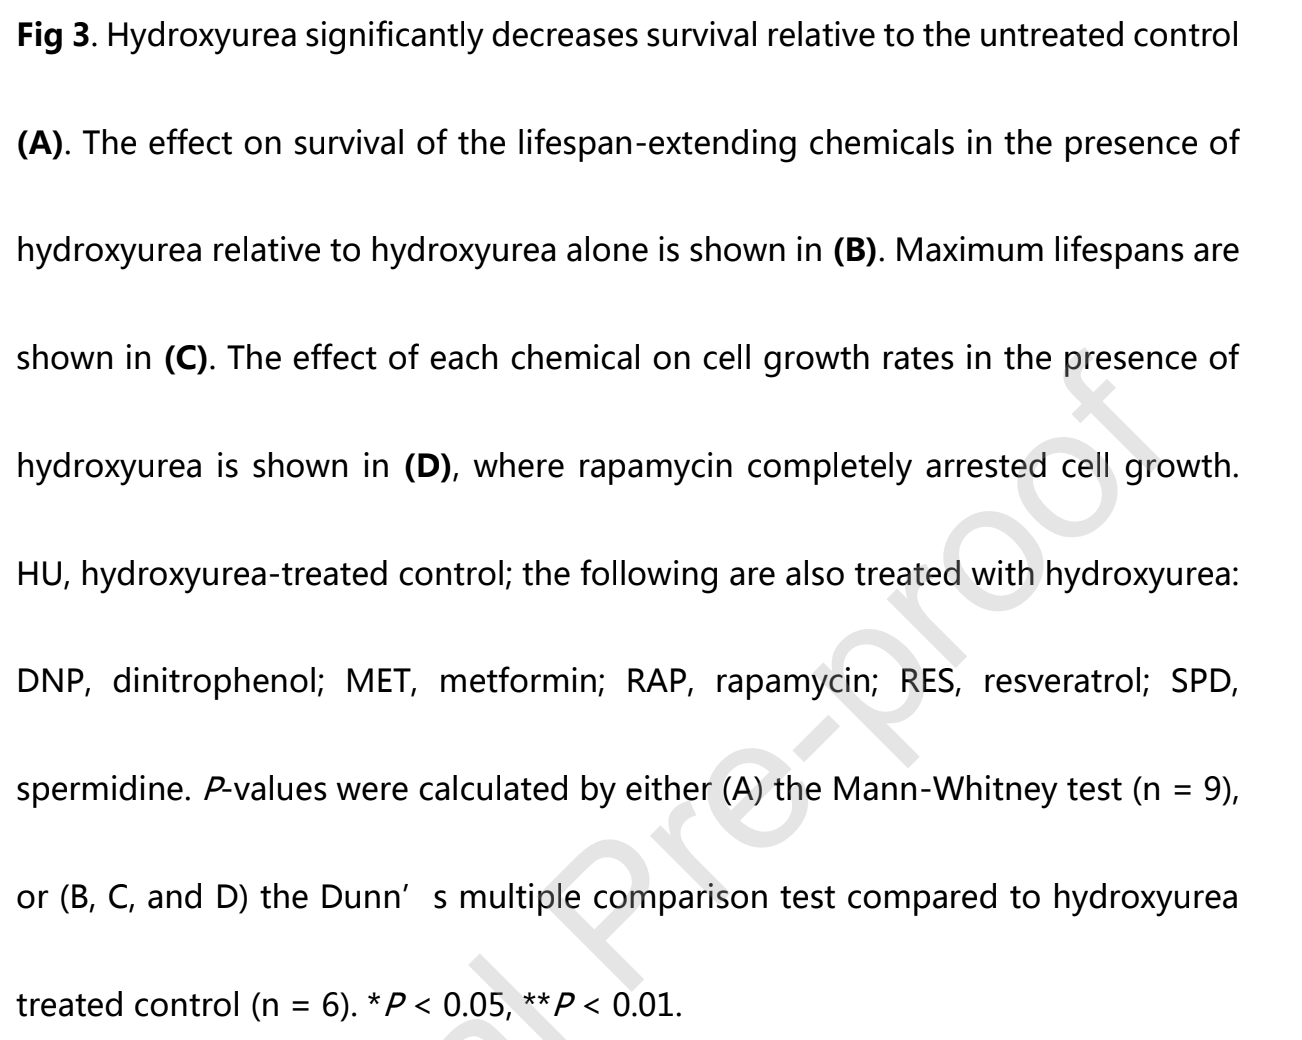 Fig 3. Hydroxyurea significantly decreases survival relative to the untreated control
(A). The effect on survival of the lifespan-extending chemicals in the presence of
hydroxyurea relative to hydroxyurea alone is shown in (B). Maximum lifespans are
shown in (C). The effect of each chemical on cell growth rates in the presence of
hydroxyurea is shown in (D), where rapamycin completely arrested cell growth.
HU, hydroxyurea-treated control; the following are also treated with hydroxyurea:
DNP, dinitrophenol; MET, metformin; RAP, rapamycin; RES, resveratrol; SPD,
spermidine. P-values were calculated by either (A) the Mann-Whitney test (n = 9),
or (B, C, and D) the Dunn’ s multiple comparison test compared to hydroxyurea
treated control (n = 6). *P < 0.05, **P < 0.01.
l Pre-proof